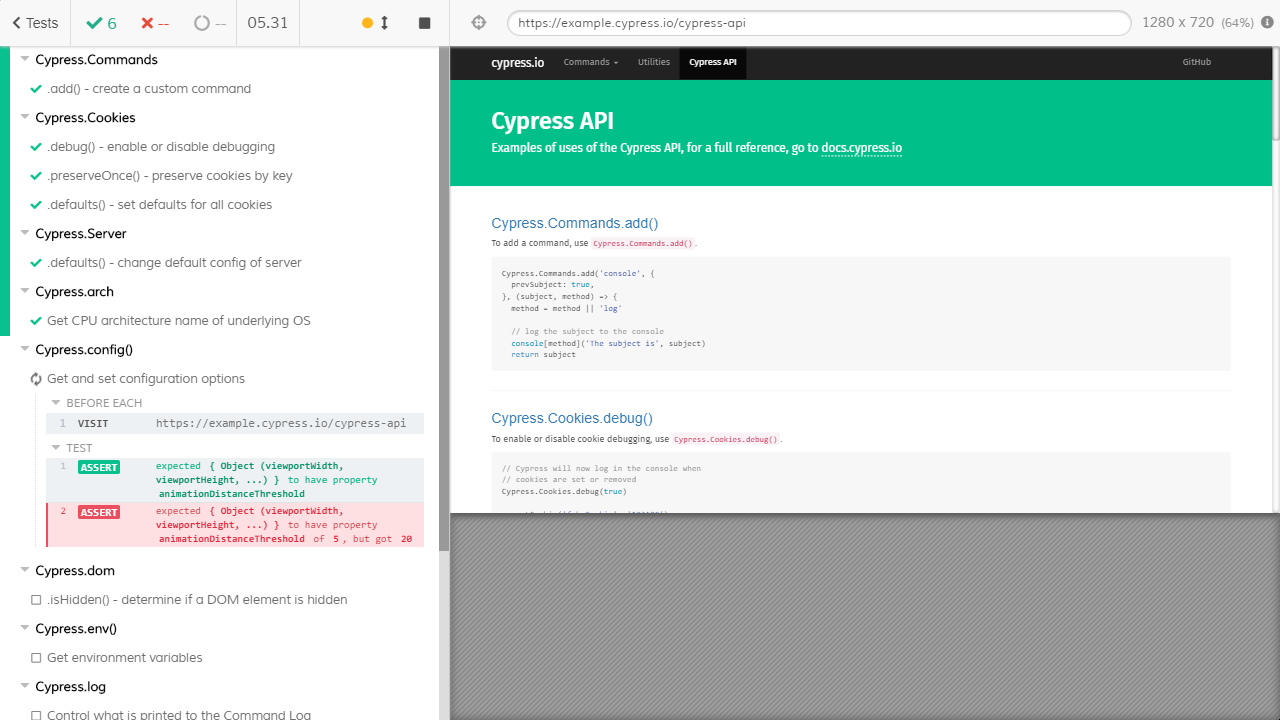 Tests 6 -- -- 05.31
https://example.cypress.io/cypress-api 1280 x 720 (64%)
Cypress.Commands
.add() - create a custom command
Cypress.Cookies
.debug() - enable or disable debugging
.preserveOnce() - preserve cookies by key
.defaults() - set defaults for all cookies
Cypress.Server
.defaults() - change default config of server
Cypress.arch
Get CPU architecture name of underlying OS
Cypress.config()
Get and set configuration options
BEFORE EACH
1 VISIT https://example.cypress.io/cypress-api
TEST
1 ASSERT expected { Object (viewportWidth,
viewportHeight, ...) } to have property
animationDistanceThreshold
2 ASSERT expected { Object (viewportWidth,
viewportHeight, ...) } to have property
animationDistanceThreshold of 5, but got 20
Cypress.dom
.isHidden() - determine if a DOM element is hidden
Cypress.env()
Get environment variables
Cypress.log
Control what is printed to the Command Log
cypress.io Commands Utilities Cypress API GitHub
Cypress API
Examples of uses of the Cypress API, for a full reference, go to docs.cypress.io
Cypress.Commands.add()
To add a command, use Cypress.Commands.add().
Cypress.Commands.add('console', {
prevSubject: true,
}, (subject, method) => {
method = method || 'log'
// log the subject to the console
console[method]('The subject is', subject)
return subject
Cypress.Cookies.debug()
To enable or disable cookie debugging, use Cypress.Cookies.debug().
// Cypress will now log in the console when
// cookies are set or removed
Cypress.Cookies.debug(true)